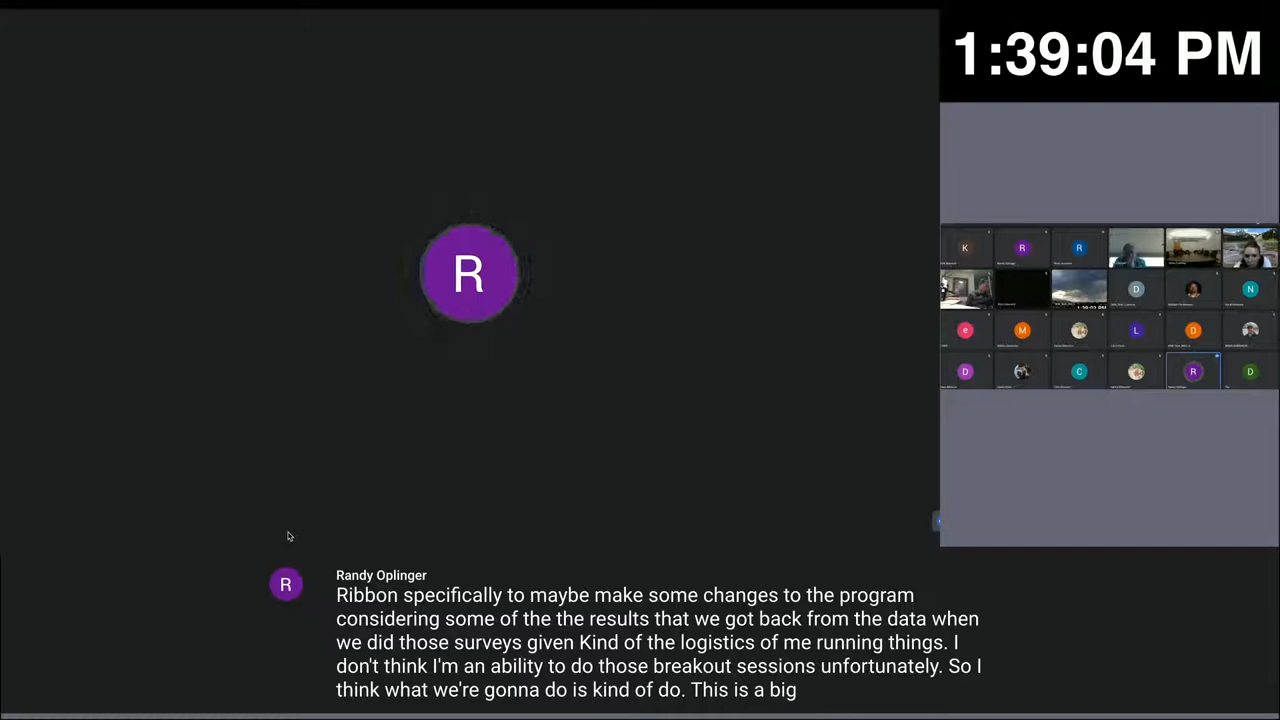 1:39:04 PM
R
K
R
R
D
N
e
M
L
D
D
C
R
D
R
Randy Oplinger
Ribbon specifically to maybe make some changes to the program
considering some of the the results that we got back from the data when
we did those surveys given Kind of the logistics of me running things. I
don't think I'm an ability to do those breakout sessions unfortunately. So I
think what we're gonna do is kind of do. This is a big